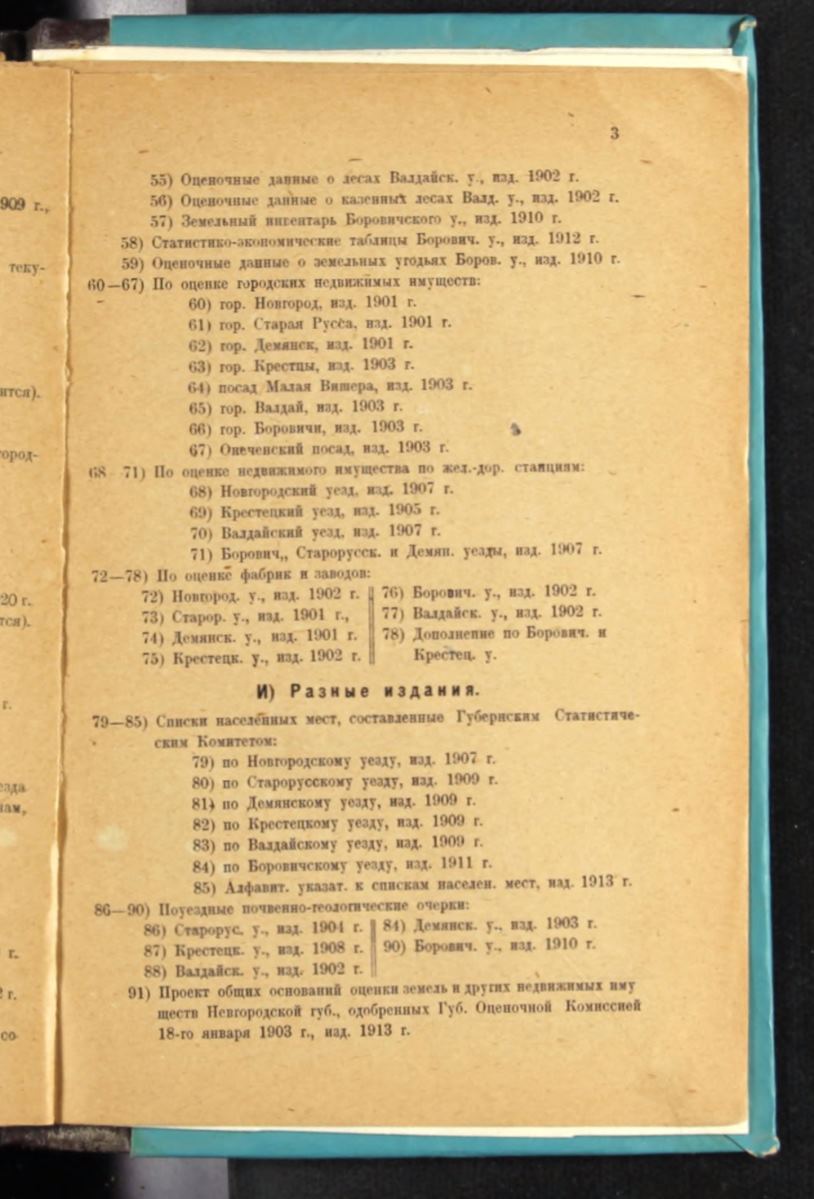 909 г.,
теку-
ится).
ород-
20 г.
тся).
г.
езда
нам,
г.
г.
со-
3
55) Оценочные данные о лесах Валдайск. у., изд. 1902 г.
56) Оценочные данные о казенных лесах Валд. у., изд. 1902 г.
57) Земельный инвентарь Боровичского у., изд. 1910 г.
58) Статистико-экономические таблицы Борович. у., изд. 1912 г.
59) Оценочные данные о земельных угодьях Боров. у., изд. 1910 г.
60—67) По оценке городских недвижимых имуществ:
60) гор. Новгород, изд. 1901 г.
61) гор. Старая Русса, изд. 1901 г.
62) гор. Демянск, изд. 1901 г.
63) гор. Крестцы, изд. 1903 г.
64) посад Малая Вишера, изд. 1903 г.
65) гор. Валдай, изд. 1903 г.
66) гор. Боровичи, изд. 1903 г.
67) Опеченский посад, изд. 1903 г.
68—71) По оценке недвижимого имущества по жел.-дор. станциям:
68) Новгородский уезд, изд. 1907 г.
69) Крестецкий уезд, изд. 1905 г.
70) Валдайский уезд, изд. 1907 г.
71) Борович,, Старорусск. и Демян. уезды, изд. 1907 г.
72—78) По оценке фабрик и заводов:
72) Новгород. у., изд. 1902 г.
73) Старор. у., изд. 1901 г.,
74) Демянск. у., изд. 1901 г.
75) Крестецк. у., изд. 1902 г.
76) Борович. у., изд. 1902 г.
77) Валдайск. у., изд. 1902 г.
78) Дополнение по Борович. и
Крестец. у.
И) Разные издания.
79—85) Списки населенных мест, составленные Губернским Статистиче-
ским Комитетом:
79) по Новгородскому уезду, изд. 1907 г.
80) по Старорусскому уезду, изд. 1909 г.
81) по Демянскому уезду, изд. 1909 г.
82) по Крестецкому уезду, изд. 1909 г.
83) по Валдайскому уезду, изд. 1909 г.
84) по Боровичскому уезду, изд. 1911 г.
85) Алфавит. указат. к спискам населен. мест, изд. 1913 г.
86—90) Поуездные почвенно-геологические очерки:
86) Старорус. у., изд. 1904 г.
87) Крестецк. у., изд. 1908 г.
88) Валдайск. у., изд. 1902 г.
84) Демянск. у., изд. 1903 г.
90) Борович. у., изд. 1910 г.
91) Проект общих оснований оценки земель и других недвижимых иму
ществ Невгородской губ., одобренных Губ. Оценочной Комиссией
18-го января 1903 г., изд. 1913 г.